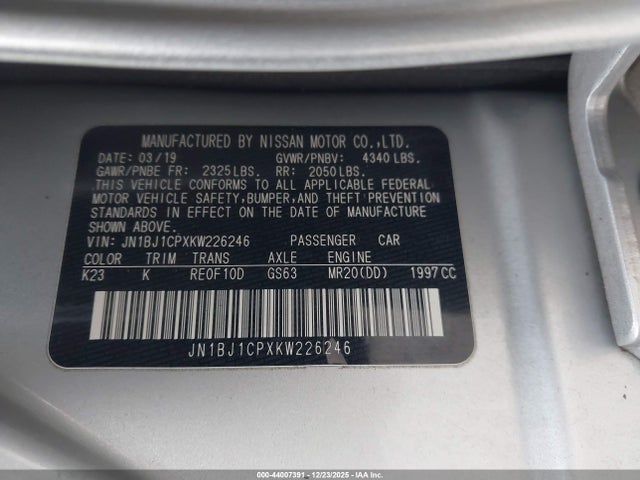 MANUFACTURED BY NISSAN MOTOR CO.,LTD.
DATE: 03/19 GVWR/PNBV: 4340 LBS.
GAWR/PNBE FR: 2325 LBS. RR: 2050 LBS.
THIS VEHICLE CONFORMS TO ALL APPLICABLE FEDERAL
MOTOR VEHICLE SAFETY,BUMPER,AND THEFT PREVENTION
STANDARDS IN EFFECT ON THE DATE OF MANUFACTURE
SHOWN ABOVE.
VIN: JN1BJ1CPXKW226246 PASSENGER CAR
COLOR TRIM TRANS AXLE ENGINE
K23 K RE0F10D GS63 MR20(DD) 1997 CC
JN1BJ1CPXKW226246
000-44007391 - 12/23/2025 - IAA Inc.